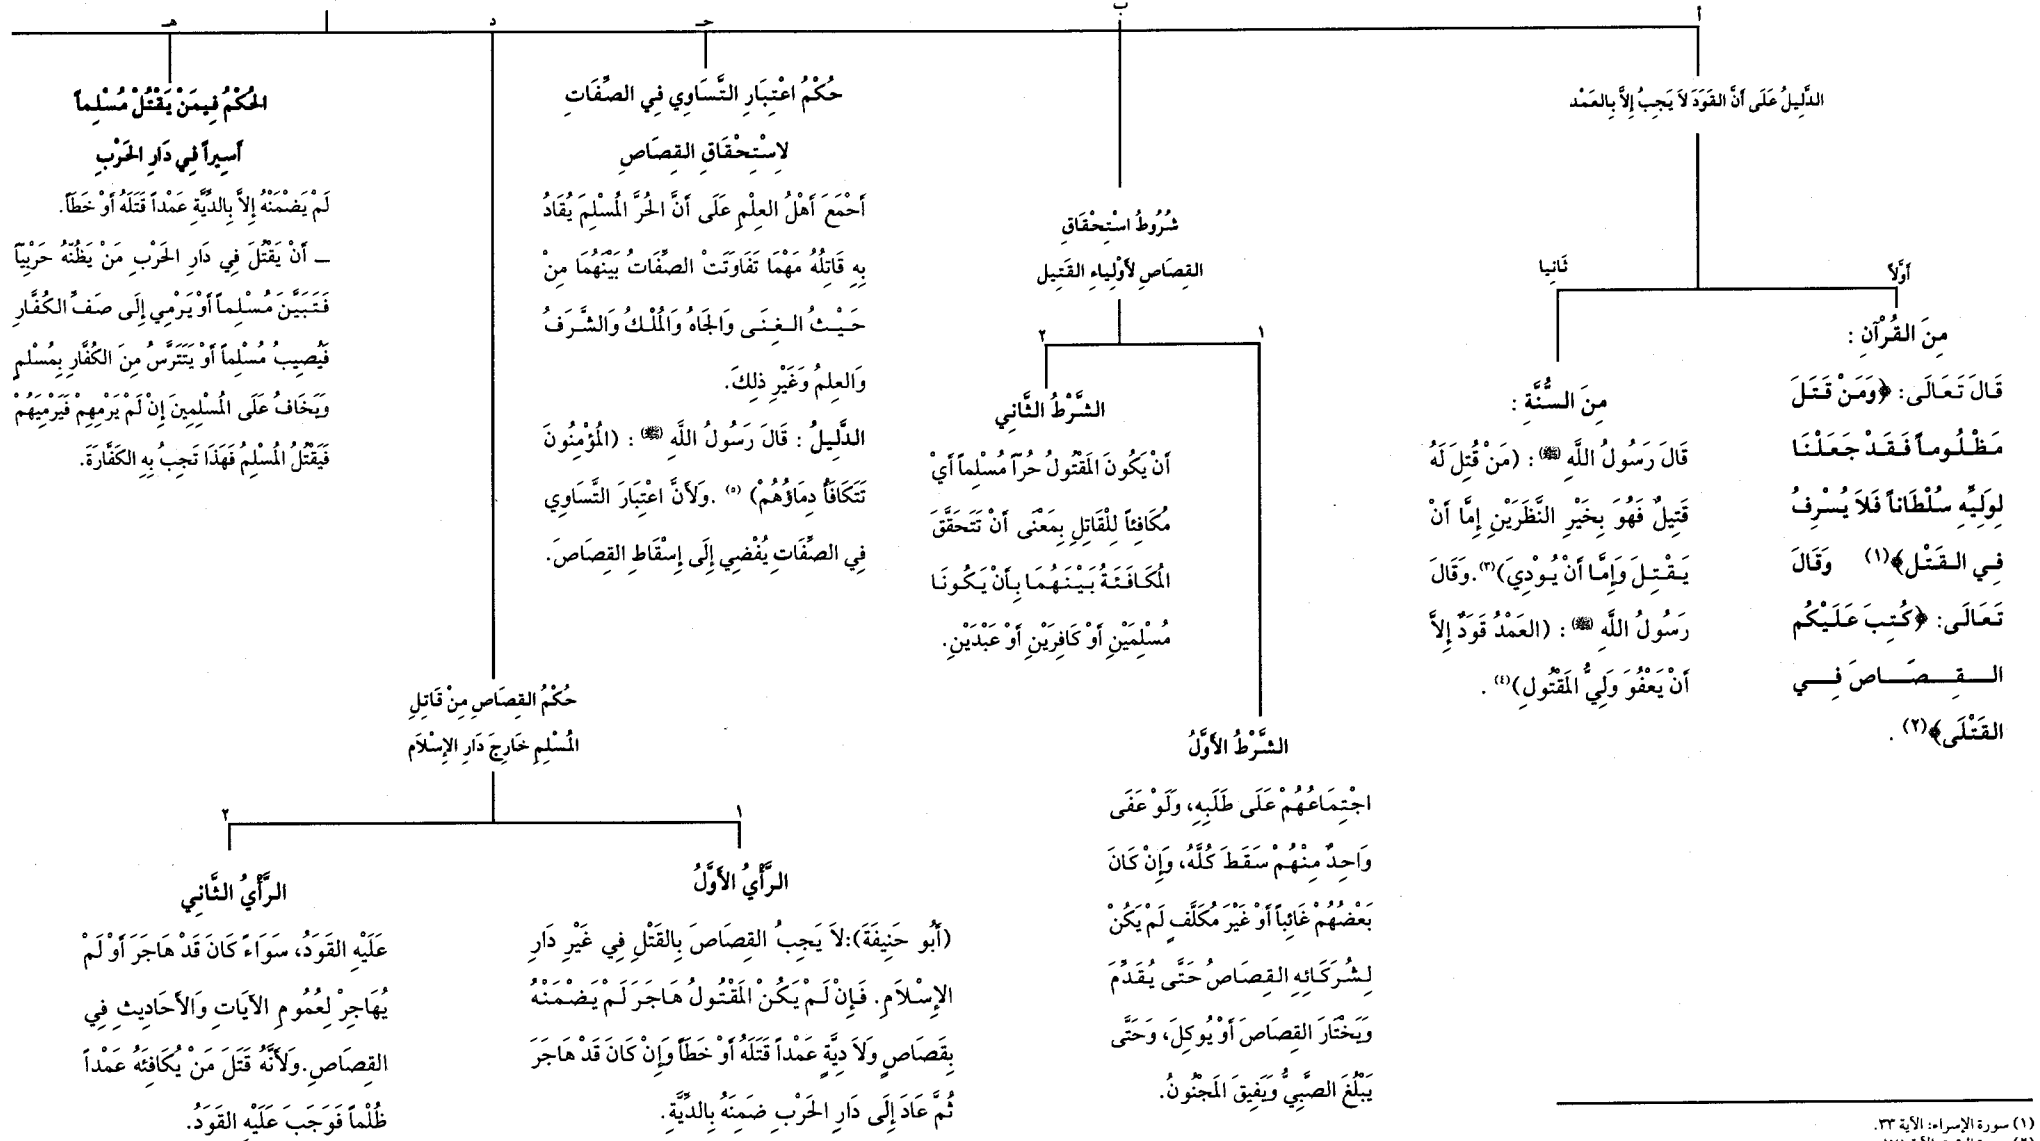 أ
الدَّلِيلُ عَلَى أَنَّ القَوَدَ لاَ يَجِبُ إِلاَّ بِالعَمْد
أَوَّلاً
مِنَ القُرْآنِ :
قَالَ تَعَالَى: ﴿وَمَنْ قَتَلَ
مَظْلُوماً فَقَدْ جَعَلْنَا
لِوَلِيِّهِ سُلْطَاناً فَلاَ يُسْرِفُ
فِي القَتْلِ﴾(١) وَقَالَ
تَعَالَى: ﴿كُتِبَ عَلَيْكُم
القِصَاصَ فِي
القَتْلَى﴾(٢) .
ثَانِيا
مِنَ السُّنَّةِ :
قَالَ رَسُولُ اللَّهِ (ﷺ) : (مَنْ قُتِلَ لَهُ
قَتِيلٌ فَهُوَ بِخَيْرِ النَّظَرَيْنِ إِمَّا أَنْ
يَقْتِلَ وَإِمَّا أَنْ يُوْدِيَ)(٣).وَقَالَ
رَسُولُ اللَّهِ (ﷺ) : (العَمْدُ قَوَدٌ إِلاَّ
أَنْ يَعْفُوَ وَلِيُّ المَقْتُولِ)(٤) .
ب
شُرُوطُ اسْتِحْقَاقِ
القِصَاصِ لأَوْلِيَاءِ القَتِيل
١
الشَّرْطُ الأَوَّلُ
اجْتِمَاعُهُمْ عَلَى طَلَبِهِ، وَلَوْ عَفَى
وَاحِدٌ مِنْهُمْ سَقَطَ كُلُّهُ، وَإِنْ كَانَ
بَعْضُهُمْ غَائِباً أَوْ غَيْرَ مُكَلَّفٍ لَمْ يَكُنْ
لِشُرَكَائِهِ القِصَاصُ حَتَّى يُقَدَّمَ
وَيَخْتَارَ القِصَاصَ أَوْ يُوكِلَ، وَحَتَّى
يَبْلُغَ الصَّبِيُّ وَيَفِيقَ المَجْنُونُ.
٢
الشَّرْطُ الثَّانِي
أَنْ يَكُونَ المَقْتُولُ حُرّاً مُسْلِماً أَيْ
مُكَافِئاً لِلْقَاتِلِ بِمَعْنَى أَنْ تَتَحَقَّقَ
المُكَافَئَةُ بَيْنَهُمَا بِأَنْ يَكُونَا
مُسْلِمَيْنِ أَوْ كَافِرَيْنِ أَوْ عَبْدَيْنِ.
حـ
حُكْمُ اعْتِبَارِ التَّسَاوِي فِي الصِّفَاتِ
لاِسْتِحْقَاقِ القِصَاصِ
أَجْمَعَ أَهْلُ العِلْمِ عَلَى أَنَّ الحُرَّ المُسْلِمَ يُقَادُ
بِهِ قَاتِلُهُ مَهْمَا تَفَاوَتَتْ الصِّفَاتُ بَيْنَهُمَا مِنْ
حَيْثُ الغِنَى وَالجَاهُ وَالمُلْكُ وَالشَّرَفُ
وَالعِلمُ وَغَيْرِ ذلِكَ.
الدَّلِيلُ : قَالَ رَسُولُ اللَّهِ (ﷺ) : (المُؤْمِنُونَ
تَتَكَافَأُ دِمَاؤُهُمْ) (٥) .وَلأَنَّ اعْتِبَارَ التَّسَاوِي
فِي الصِّفَاتِ يُفْضِي إِلَى إِسْقَاطِ القِصَاصَ.
د
حُكْمُ القِصَاصِ مِنْ قَاتِلِ
المُسْلِمِ خَارِجَ دَارِ الإِسْلاَم
١
الرَّأْيُ الأَوَّلُ
(أَبُو حَنِيفَةَ):لاَ يَجِبُ القِصَاصَ بِالقَتْلِ فِي غَيْرِ دَارِ
الإِسْلاَمِ. فَإِنْ لَمْ يَكُنْ المَقْتُولُ هَاجَرَ لَمْ يَضْمَنْهُ
بِقَصَاصٍ وَلاَ دِيَّةٍ عَمْداً قَتَلَهُ أَوْ خَطَأً وَإِنْ كَانَ قَدْ هَاجَرَ
ثُمَّ عَادَ إِلَى دَارِ الحَرْبِ ضَمِنَهُ بِالدِّيَّةِ.
٢
الرَّأْيُ الثَّانِي
عَلَيْهِ القَوَدُ، سَوَاءً كَانَ قَدْ هَاجَرَ أَوْ لَمْ
يُهَاجِرْ لِعُمُومِ الآيَاتِ وَالأَحَادِيثِ فِي
القِصَاصِ.وَلأَنَّهُ قَتَلَ مَنْ يُكَافِئَهُ عَمْداً
ظُلْماً فَوَجَبَ عَلَيْهِ القَوَدُ.
هـ
الحُكْمُ فِيمَنْ يَقْتُلْ مُسْلِماً
أَسِيراً فِي دَارِ الحَرْبِ
لَمْ يَضْمَنْهُ إِلاَّ بِالدِّيَّةِ عَمْداً قَتَلَهُ أَوْ خَطَأً.
ــ أَنْ يَقْتُلَ فِي دَارِ الحَرْبِ مَنْ يَظُنُّهُ حَرْبِيّاً
فَتَبَيَّنَ مُسْلِماً أَوْ يَرْمِي إِلَى صَفِّ الكُفَّارِ
فَيُصِيبُ مُسْلِماً أَوْ يَتَتَرَّسُ مِنَ الكُفَّارِ بِمُسْلمٍ
وَيَخَافُ عَلَى المُسْلِمِينَ إِنْ لَمْ يَرْمِهِمْ فَيَرْمِيَهُمْ
فَيَقْتُلُ المُسْلِمُ فَهَذَا تَجِبُ بِهِ الكَفَّارَةَ.
(١) سورة الإسراء: الآية ٣٣.